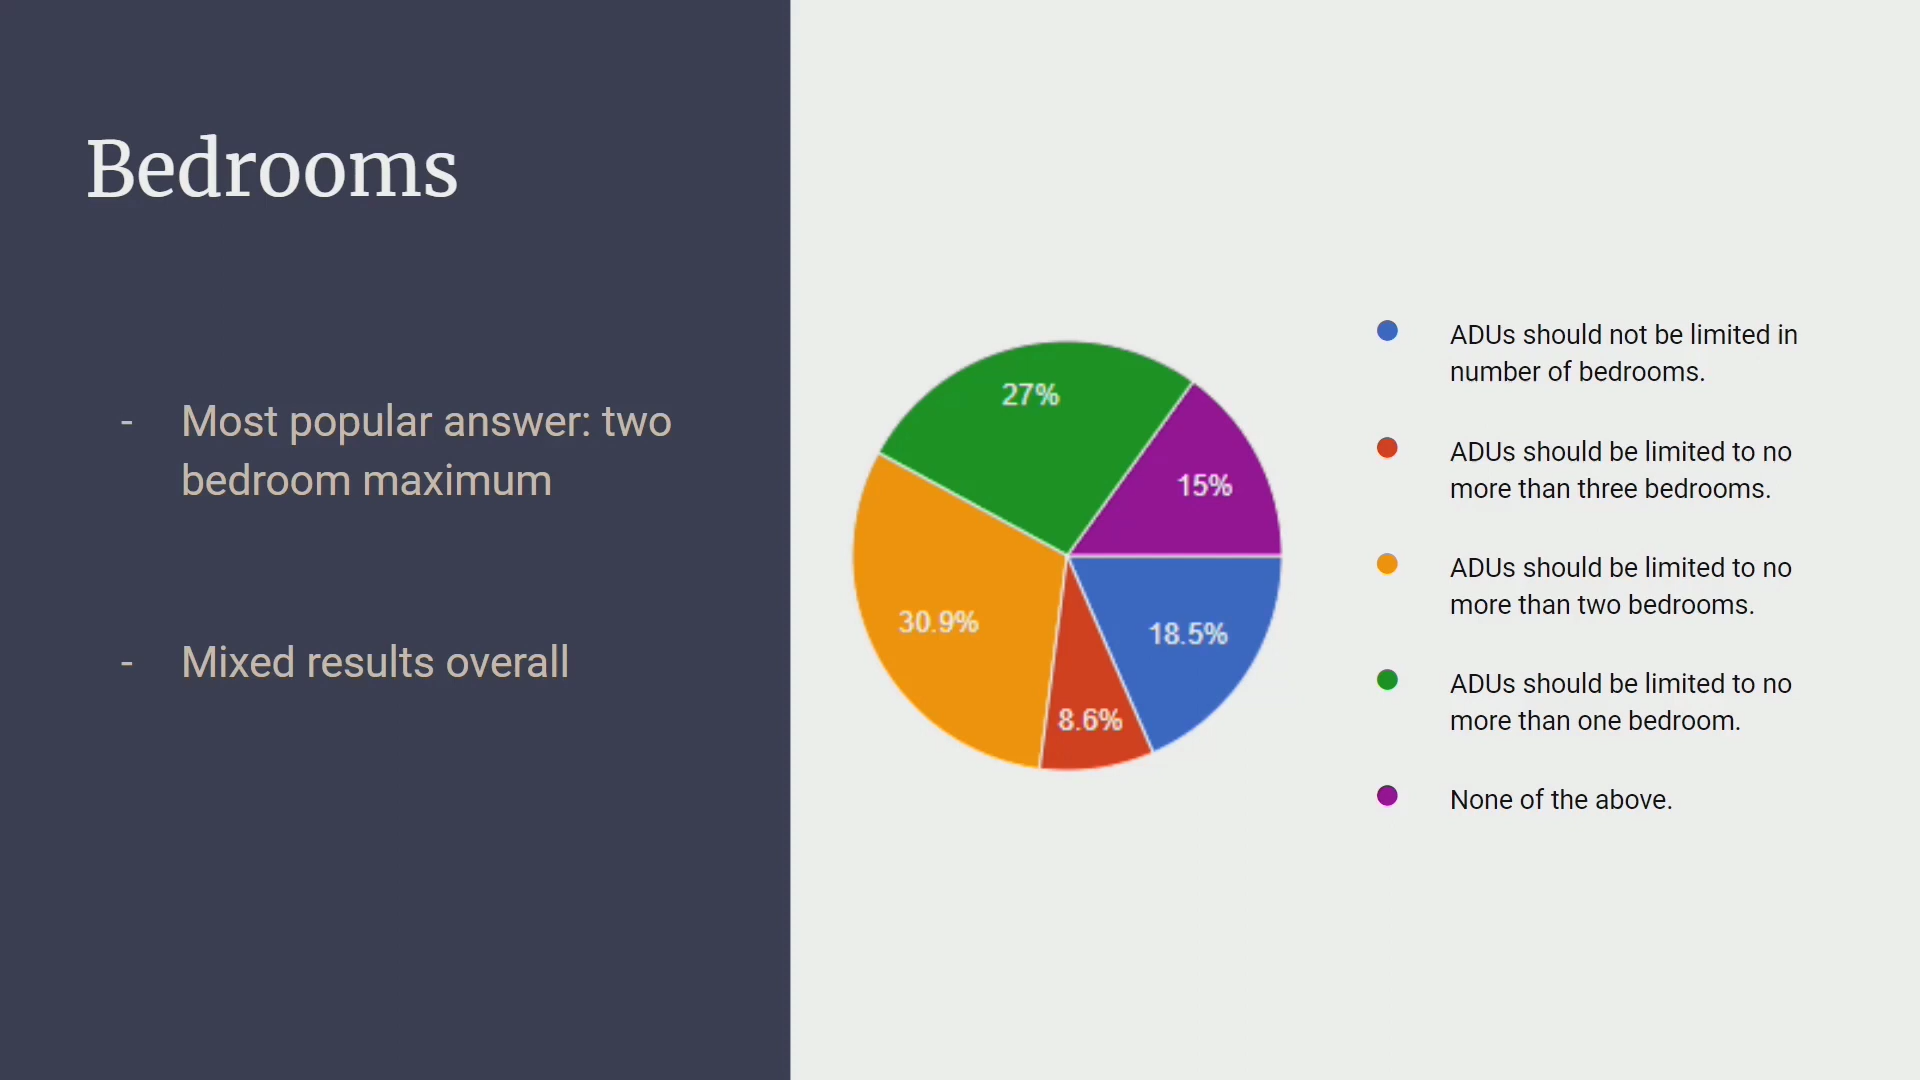 Bedrooms
- Most popular answer: two
bedroom maximum
- Mixed results overall
27%
15%
30.9%
18.5%
8.6%
ADUs should not be limited in
number of bedrooms.
ADUs should be limited to no
more than three bedrooms.
ADUs should be limited to no
more than two bedrooms.
ADUs should be limited to no
more than one bedroom.
None of the above.